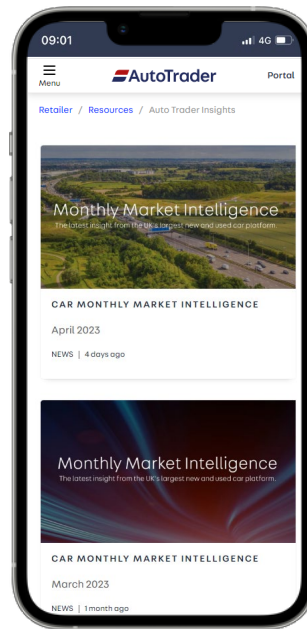 09:01
4G
Menu
AutoTrader
Portal
Retailer / Resources / Auto Trader Insights
Monthly Market Intelligence
The latest insight from the UK's largest new and used car platform.
CAR MONTHLY MARKET INTELLIGENCE
April 2023
NEWS | 4 days ago
Monthly Market Intelligence
The latest insight from the UK's largest new and used car platform.
CAR MONTHLY MARKET INTELLIGENCE
March 2023
NEWS | 1 month ago